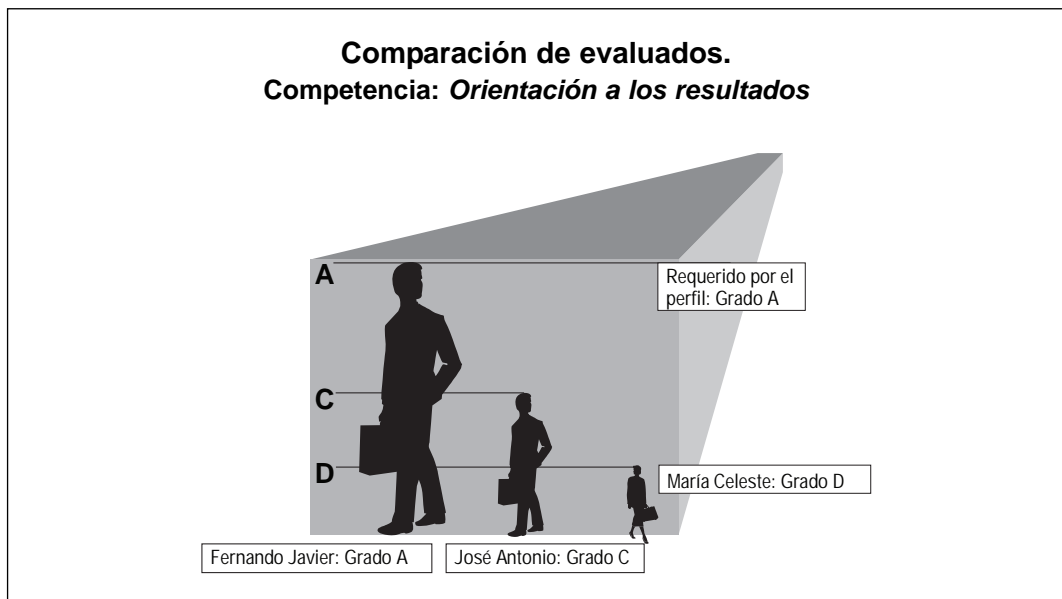 Comparación de evaluados.
Competencia: Orientación a los resultados
A
Requerido por el
perfil: Grado A
C
D
María Celeste: Grado D
Fernando Javier: Grado A
José Antonio: Grado C